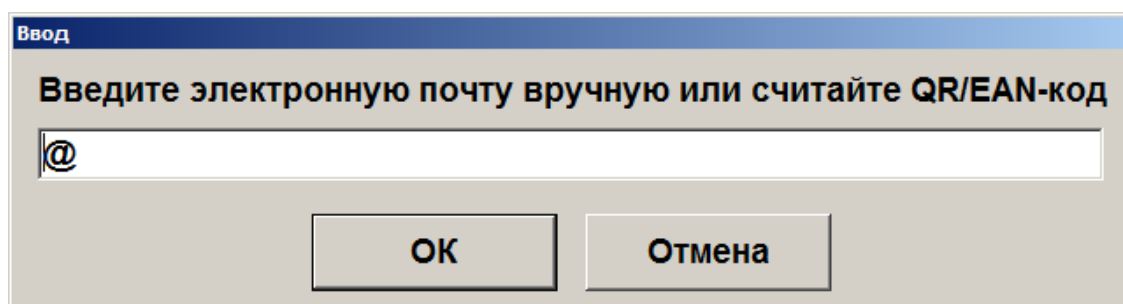 Ввод
Введите электронную почту вручную или считайте QR/EAN-код
@
ОК
Отмена